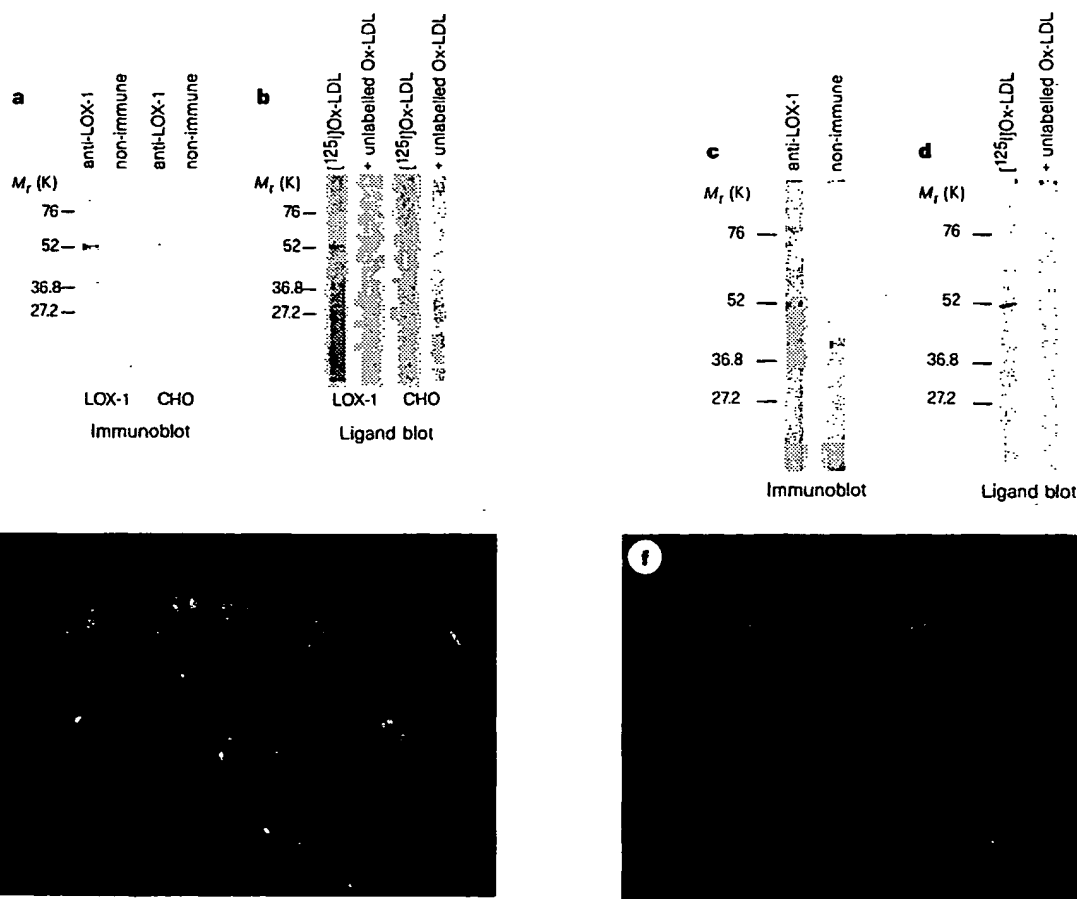 a
anti-LOX-1
non-immune
anti-LOX-1
non-immune
Mr (K)
76
52
36.8
27.2
LOX-1 CHO
Immunoblot
b
[125I]Ox-LDL
+ unlabelled Ox-LDL
[125I]Ox-LDL
+ unlabelled Ox-LDL
Mr (K)
76
52
36.8
27.2
LOX-1 CHO
Ligand blot
c
anti-LOX-1
non-immune
Mr (K)
76
52
36.8
27.2
Immunoblot
d
[125I]Ox-LDL
+ unlabelled Ox-LDL
Mr (K)
76
52
36.8
27.2
Ligand blot
f